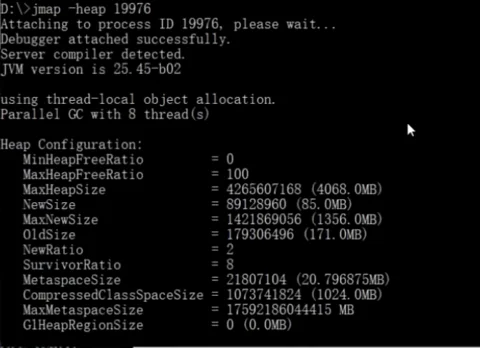 D:\>jmap -heap 19976
Attaching to process ID 19976, please wait...
Debugger attached successfully.
Server compiler detected.
JVM version is 25.45-b02
using thread-local object allocation.
Parallel GC with 8 thread(s)
Heap Configuration:
MinHeapFreeRatio = 0
MaxHeapFreeRatio = 100
MaxHeapSize = 4265607168 (4068.0MB)
NewSize = 89128960 (85.0MB)
MaxNewSize = 1421869056 (1356.0MB)
OldSize = 179306496 (171.0MB)
NewRatio = 2
SurvivorRatio = 8
MetaspaceSize = 21807104 (20.796875MB)
CompressedClassSpaceSize = 1073741824 (1024.0MB)
MaxMetaspaceSize = 17592186044415 MB
G1HeapRegionSize = 0 (0.0MB)